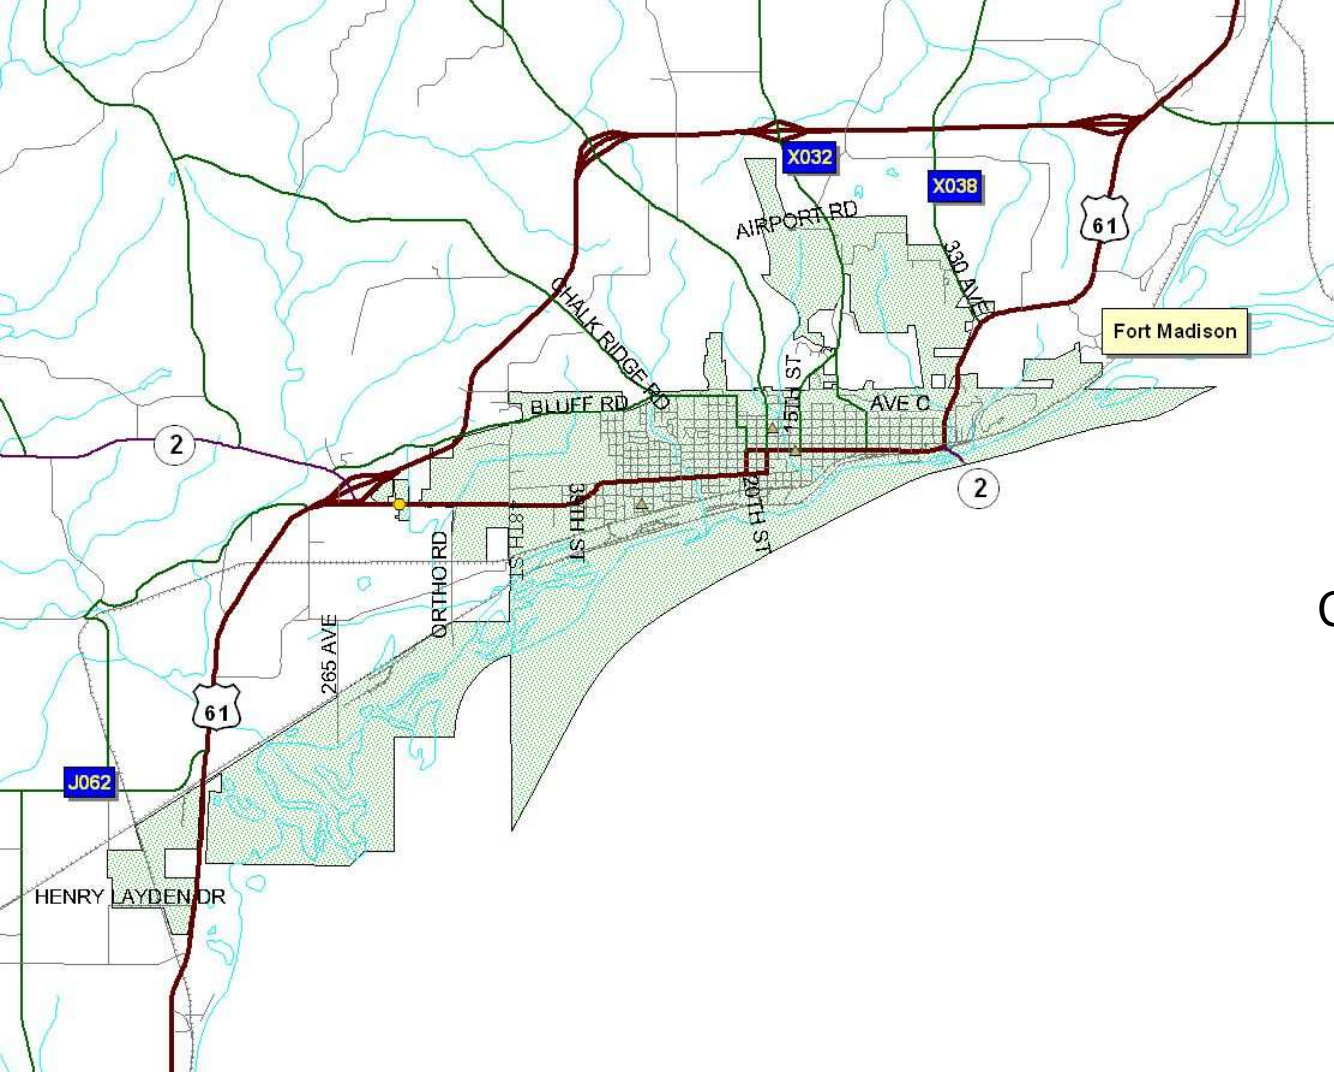 X032
X038
AIRPORT RD
61
330 AVE
CHALK RIDGE RD
Fort Madison
15TH ST
BLUFF RD
AVE C
2
2
20TH ST
35TH ST
48TH ST
ORTHO RD
265 AVE
61
J062
HENRY LAYDEN DR